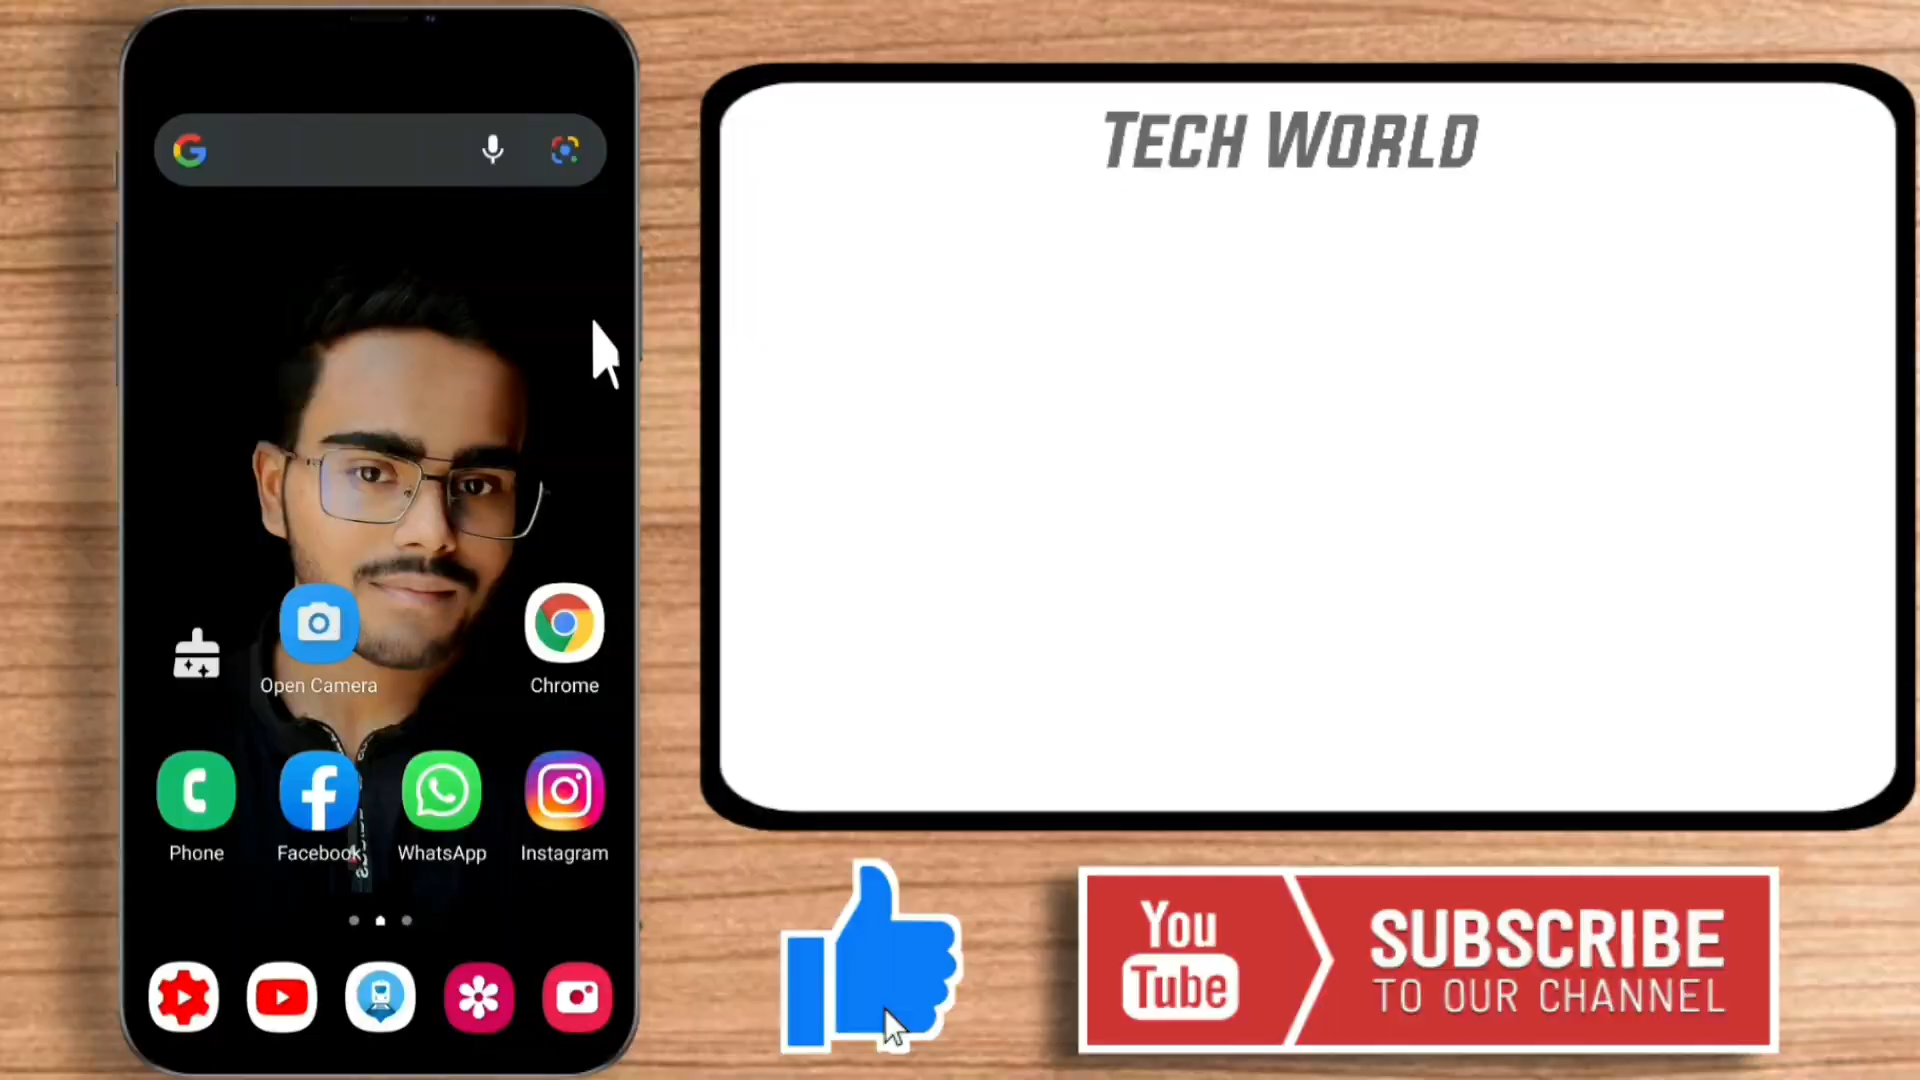 TECH WORLD
Open Camera
Chrome
Phone
Facebook
WhatsApp
Instagram
You
Tube
SUBSCRIBE
TO OUR CHANNEL